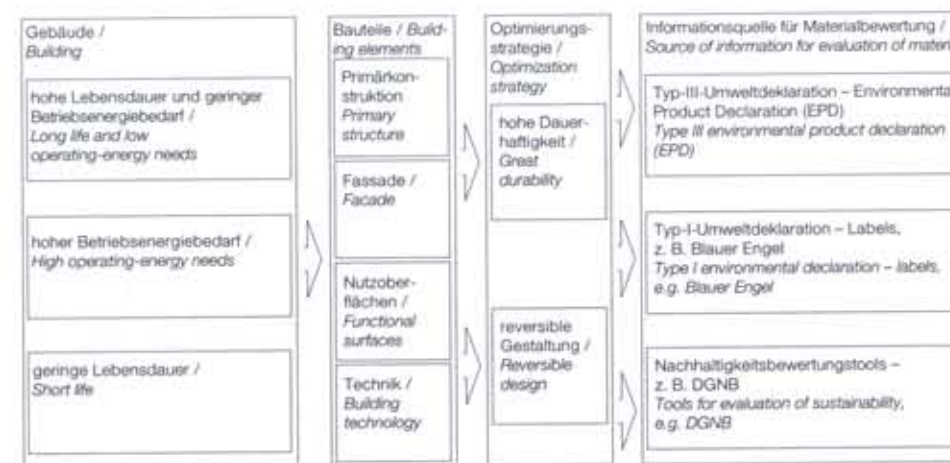 Gebäude /
Building
hohe Lebensdauer und geringer
Betriebsenergiebedarf /
Long life and low
operating-energy needs
hoher Betriebsenergiebedarf /
High operating-energy needs
geringe Lebensdauer /
Short life
Bauteile / Build-
ing elements
Primärkon-
struktion
Primary
structure
Fassade /
Facade
Nutzober-
flächen /
Functional
surfaces
Technik /
Building
technology
Optimierungs-
strategie /
Optimization
strategy
hohe Dauer-
haftigkeit /
Great
durability
reversible
Gestaltung /
Reversible
design
Informationsquelle für Materialbewertung /
Source of information for evaluation of materi
Typ-III-Umweltdeklaration – Environmenta
Product Declaration (EPD)
Type III environmental product declaration
(EPD)
Typ-I-Umweltdeklaration – Labels,
z. B. Blauer Engel
Type I environmental declaration – labels,
e.g. Blauer Engel
Nachhaltigkeitsbewertungstools –
z. B. DGNB
Tools for evaluation of sustainability,
e.g. DGNB